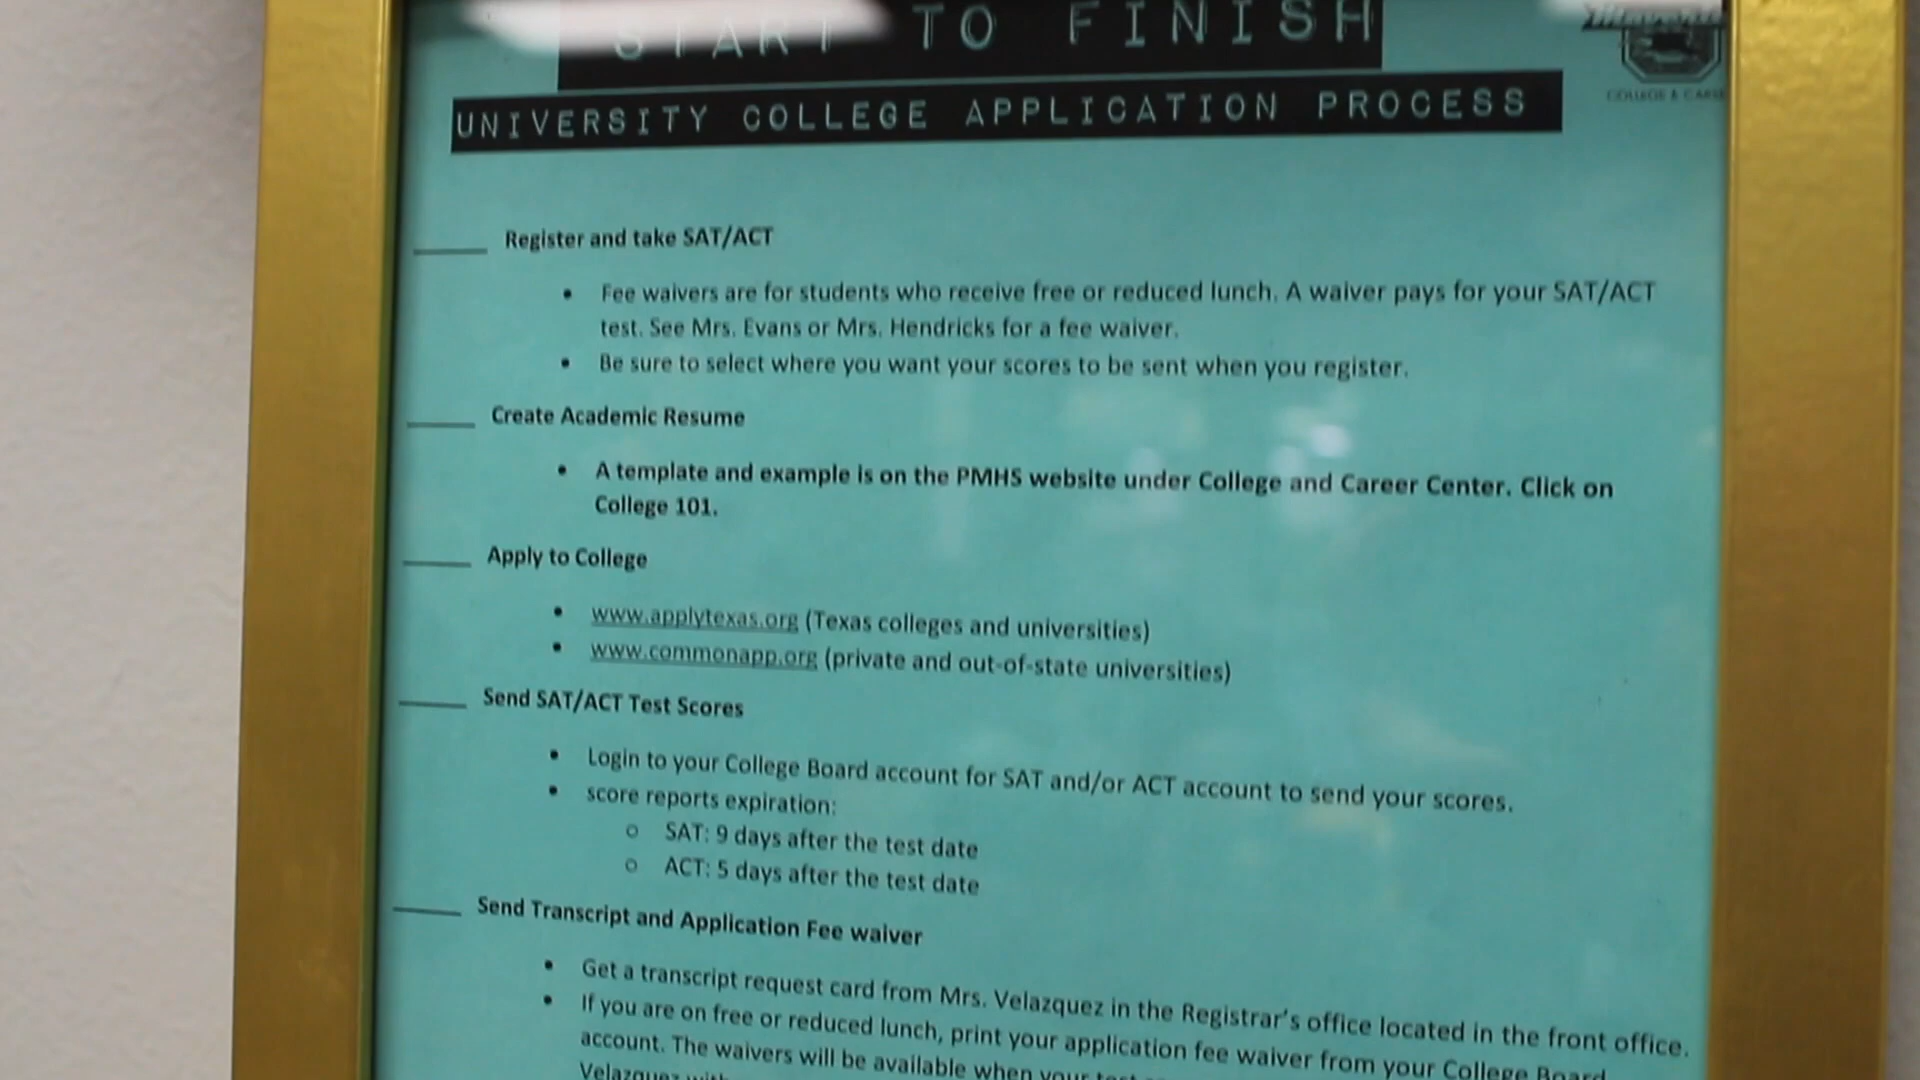 START TO FINISH
UNIVERSITY COLLEGE APPLICATION PROCESS
COLLEGE &
Register and take SAT/ACT
• Fee waivers are for students who receive free or reduced lunch. A waiver pays for your SAT/ACT
test. See Mrs. Evans or Mrs. Hendricks for a fee waiver.
• Be sure to select where you want your scores to be sent when you register.
Create Academic Resume
• A template and example is on the PMHS website under College and Career Center. Click on
College 101.
Apply to College
• www.applytexas.org (Texas colleges and universities)
• www.commonapp.org (private and out-of-state universities)
Send SAT/ACT Test Scores
• Login to your College Board account for SAT and/or ACT account to send your scores.
• score reports expiration:
o SAT: 9 days after the test date
o ACT: 5 days after the test date
Send Transcript and Application Fee waiver
• Get a transcript request card from Mrs. Velazquez in the Registrar's office located in the front office.
• If you are on free or reduced lunch, print your application fee waiver from your College Board
account. The waivers will be available when your
Velazquez